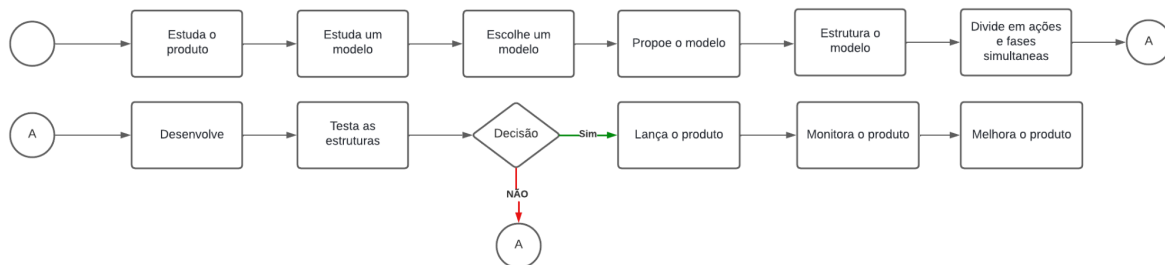 Estuda o
produto
Estuda um
modelo
Escolhe um
modelo
Propoe o modelo
Estrutura o
modelo
Divide em ações
e fases
simultaneas
A
A
Desenvolve
Testa as
estruturas
Decisão
Sim
Lança o produto
Monitora o produto
Melhora o produto
NÃO
A